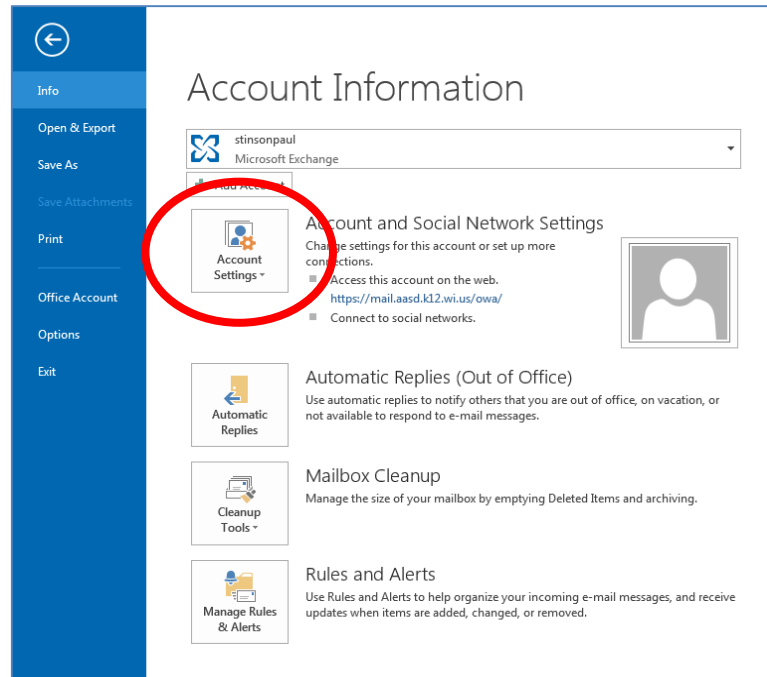 Info
Open & Export
Save As
Save Attachments
Print
Office Account
Options
Exit
Account Information
stinsonpaul
Microsoft Exchange
Add Account
Account
Settings
Account and Social Network Settings
Change settings for this account or set up more
connections.
Access this account on the web.
https://mail.aasd.k12.wi.us/owa/
Connect to social networks.
Automatic
Replies
Automatic Replies (Out of Office)
Use automatic replies to notify others that you are out of office, on vacation, or
not available to respond to e-mail messages.
Cleanup
Tools
Mailbox Cleanup
Manage the size of your mailbox by emptying Deleted Items and archiving.
Manage Rules
& Alerts
Rules and Alerts
Use Rules and Alerts to help organize your incoming e-mail messages, and receive
updates when items are added, changed, or removed.